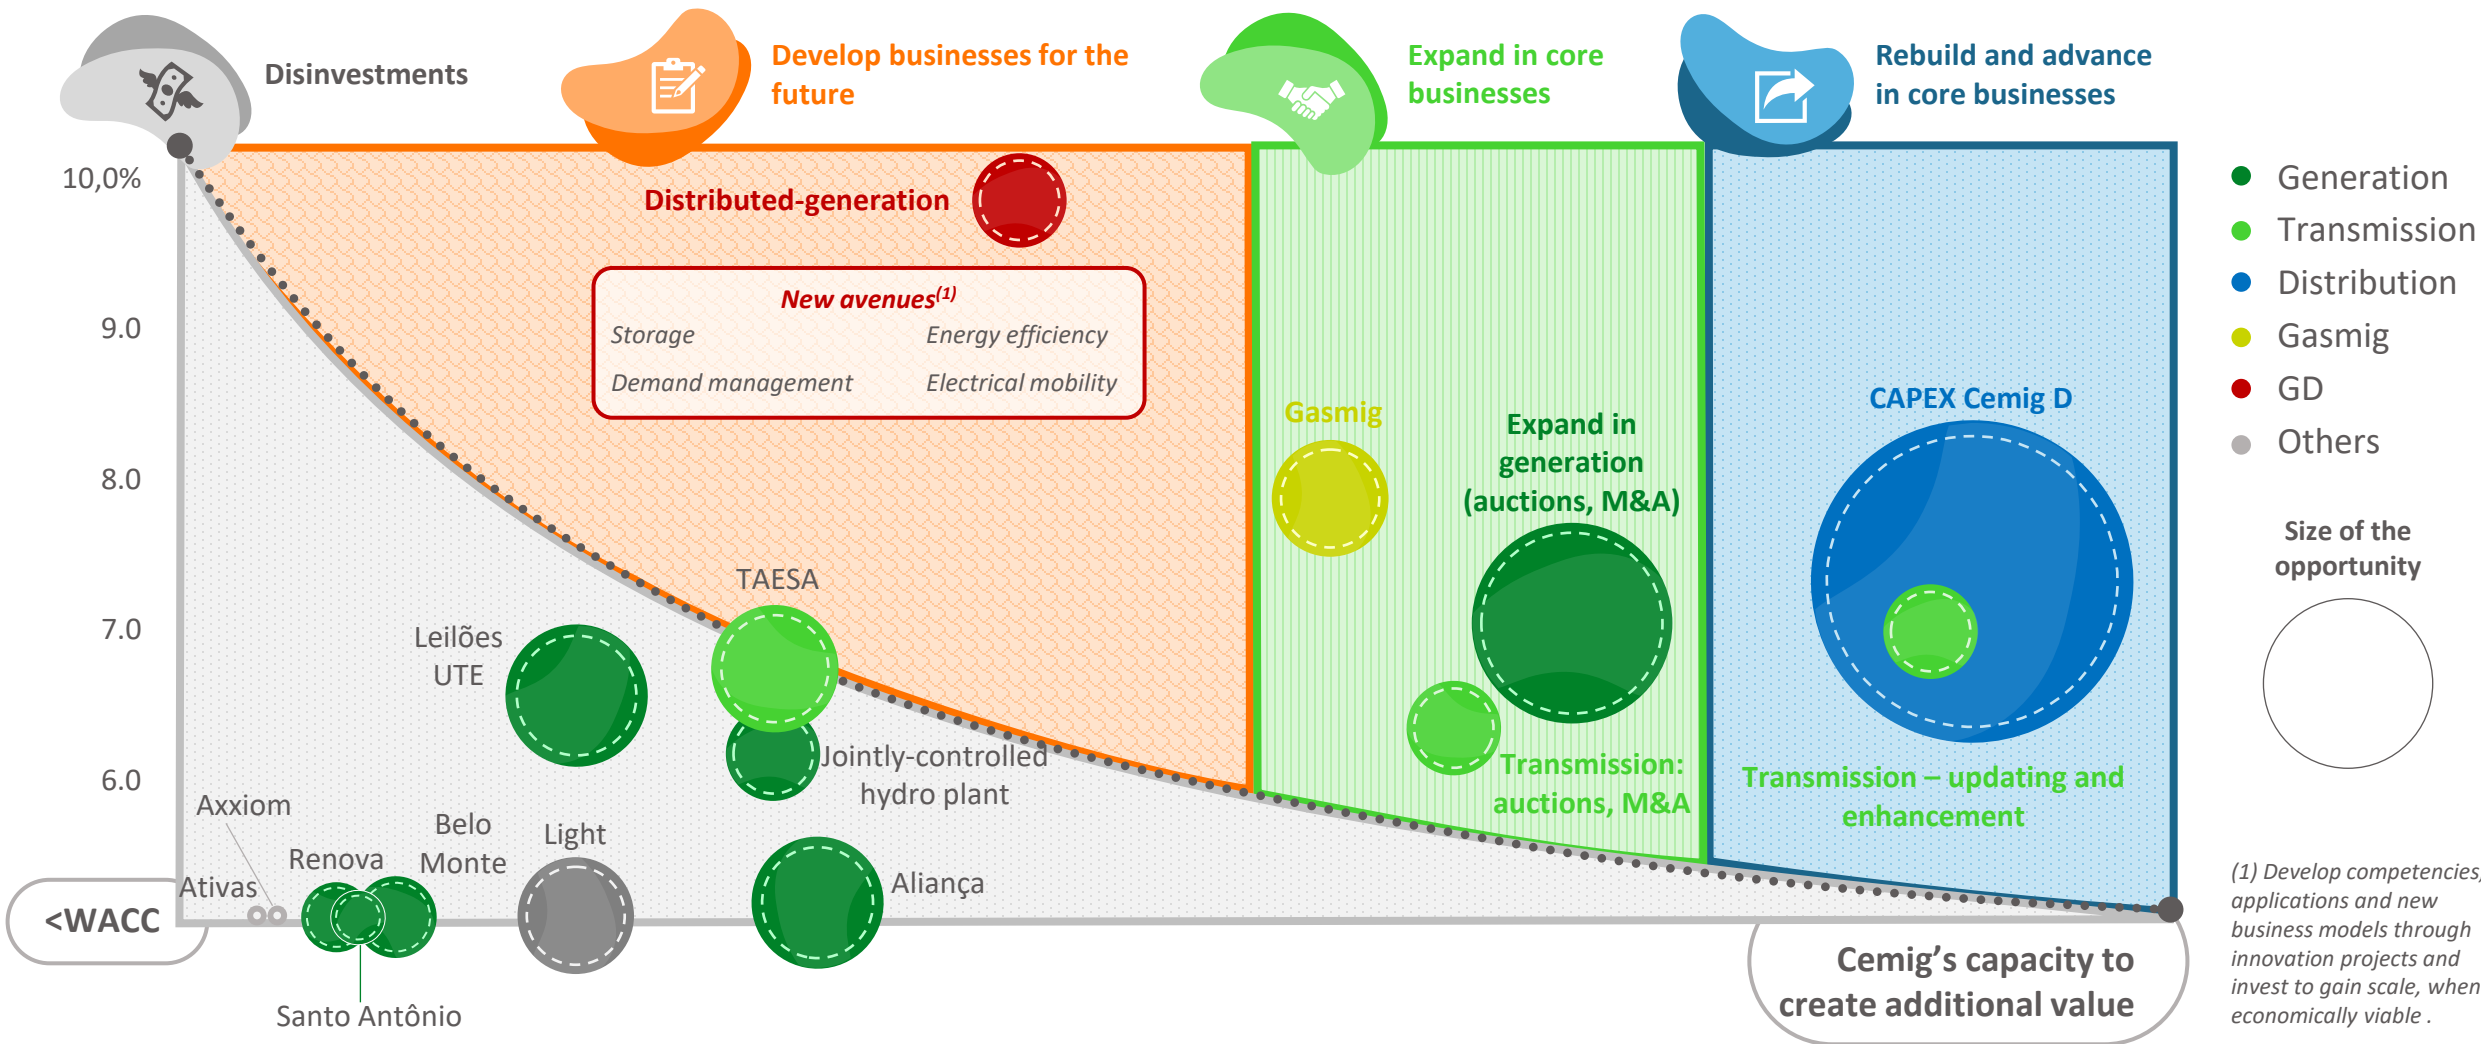 Disinvestments
Develop businesses for the
future
Expand in core
businesses
Rebuild and advance
in core businesses
10,0%
9.0
8.0
7.0
6.0
<WACC
Distributed-generation
New avenues(1)
Storage
Energy efficiency
Demand management
Electrical mobility
TAESA
Leilões
UTE
Jointly-controlled
hydro plant
Axxiom
Ativas
Renova
Belo
Monte
Light
Aliança
Santo Antônio
Gasmig
Expand in
generation
(auctions, M&A)
Transmission:
auctions, M&A
CAPEX Cemig D
Transmission – updating and
enhancement
Cemig's capacity to
create additional value
Generation
Transmission
Distribution
Gasmig
GD
Others
Size of the
opportunity
(1) Develop competencies,
applications and new
business models through
innovation projects and
invest to gain scale, when
economically viable .